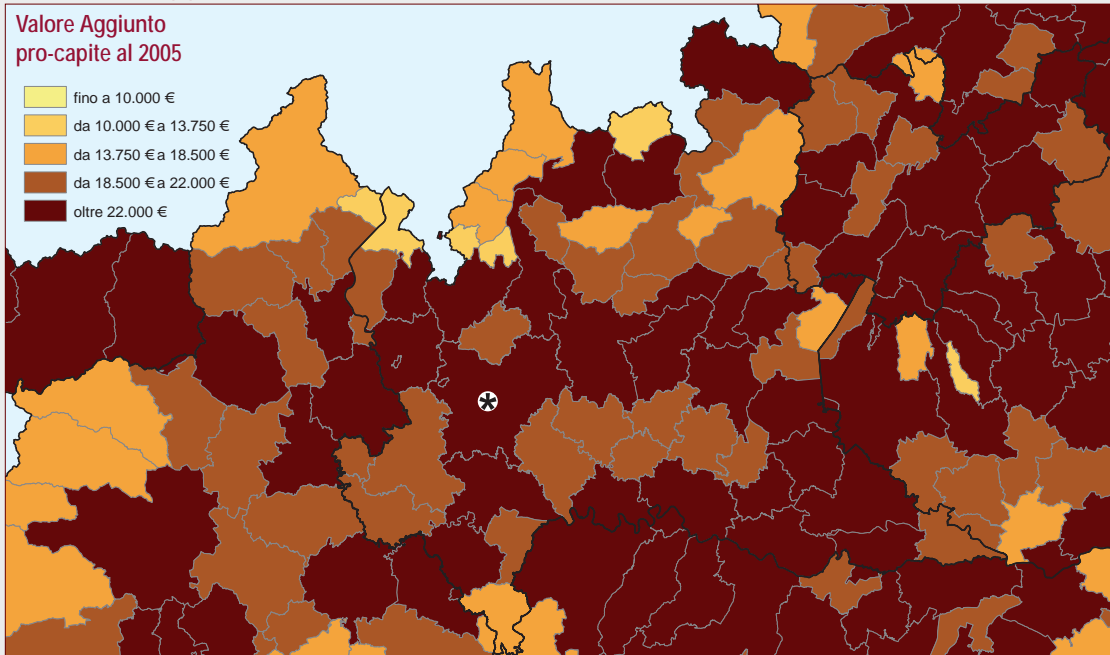 Valore Aggiunto
pro-capite al 2005
fino a 10.000 €
da 10.000 € a 13.750 €
da 13.750 € a 18.500 €
da 18.500 € a 22.000 €
oltre 22.000 €